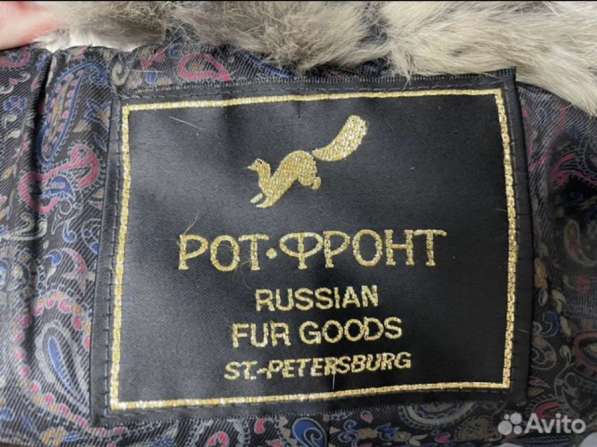 РОТ·ФРОНТ
RUSSIAN
FUR GOODS
ST.-PETERSBURG
Avito